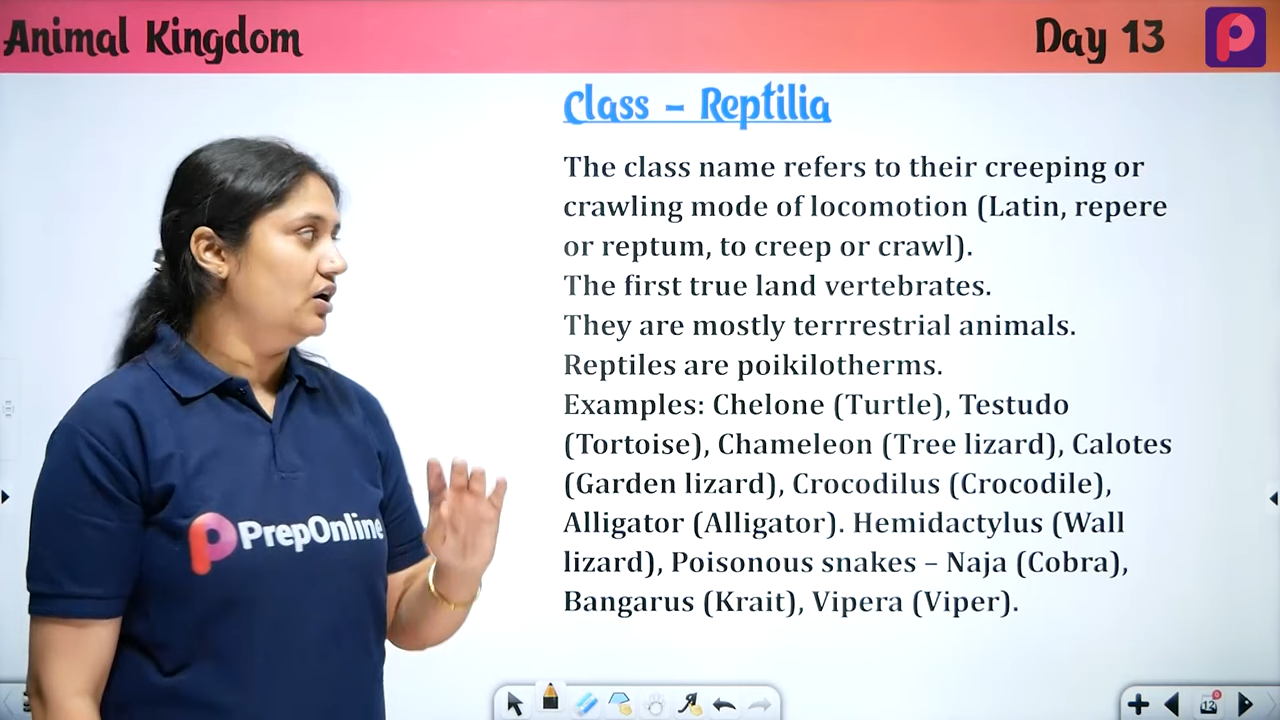 Animal Kingdom
Day 13
Class – Reptilia
The class name refers to their creeping or
crawling mode of locomotion (Latin, repere
or reptum, to creep or crawl).
The first true land vertebrates.
They are mostly terrrestrial animals.
Reptiles are poikilotherms.
Examples: Chelone (Turtle), Testudo
(Tortoise), Chameleon (Tree lizard), Calotes
(Garden lizard), Crocodilus (Crocodile),
Alligator (Alligator). Hemidactylus (Wall
lizard), Poisonous snakes – Naja (Cobra),
Bangarus (Krait), Vipera (Viper).
PrepOnline
12